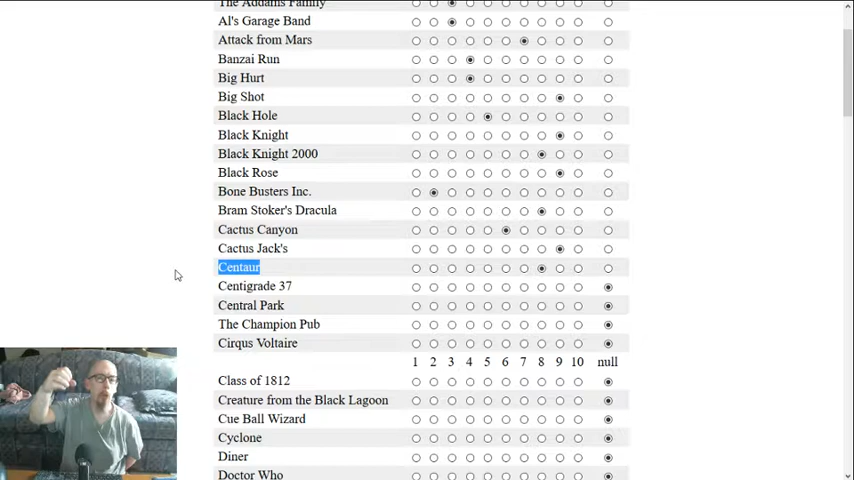 The Addams Family
Al's Garage Band
Attack from Mars
Banzai Run
Big Hurt
Big Shot
Black Hole
Black Knight
Black Knight 2000
Black Rose
Bone Busters Inc.
Bram Stoker's Dracula
Cactus Canyon
Cactus Jack's
Centaur
Centigrade 37
Central Park
The Champion Pub
Cirqus Voltaire
1 2 3 4 5 6 7 8 9 10 null
Class of 1812
Creature from the Black Lagoon
Cue Ball Wizard
Cyclone
Diner
Doctor Who